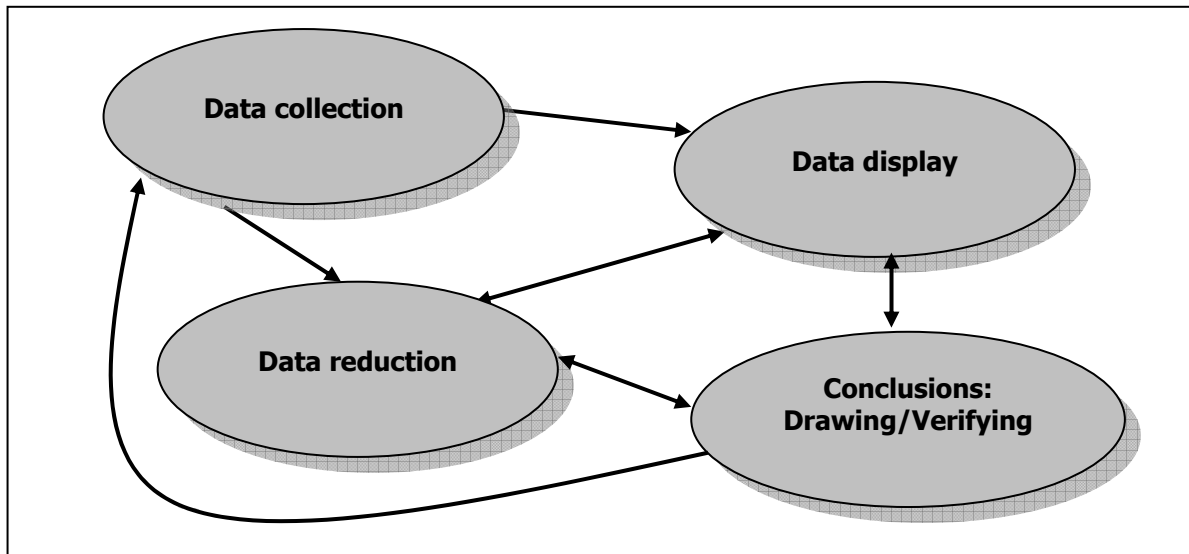 Data collection
Data display
Data reduction
Conclusions:
Drawing/Verifying